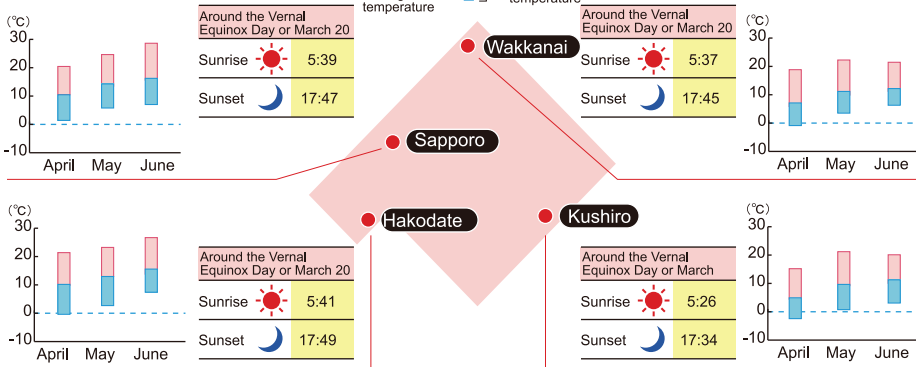 temperature
temperature
(℃)
30
20
10
0
-10
April May June
Around the Vernal
Equinox Day or March 20
Sunrise 5:39
Sunset 17:47
Wakkanai
Sapporo
Hakodate
Kushiro
Around the Vernal
Equinox Day or March 20
Sunrise 5:37
Sunset 17:45
(℃)
30
20
10
0
-10
April May June
(℃)
30
20
10
0
-10
April May June
Around the Vernal
Equinox Day or March 20
Sunrise 5:41
Sunset 17:49
Around the Vernal
Equinox Day or March
Sunrise 5:26
Sunset 17:34
(℃)
30
20
10
0
-10
April May June